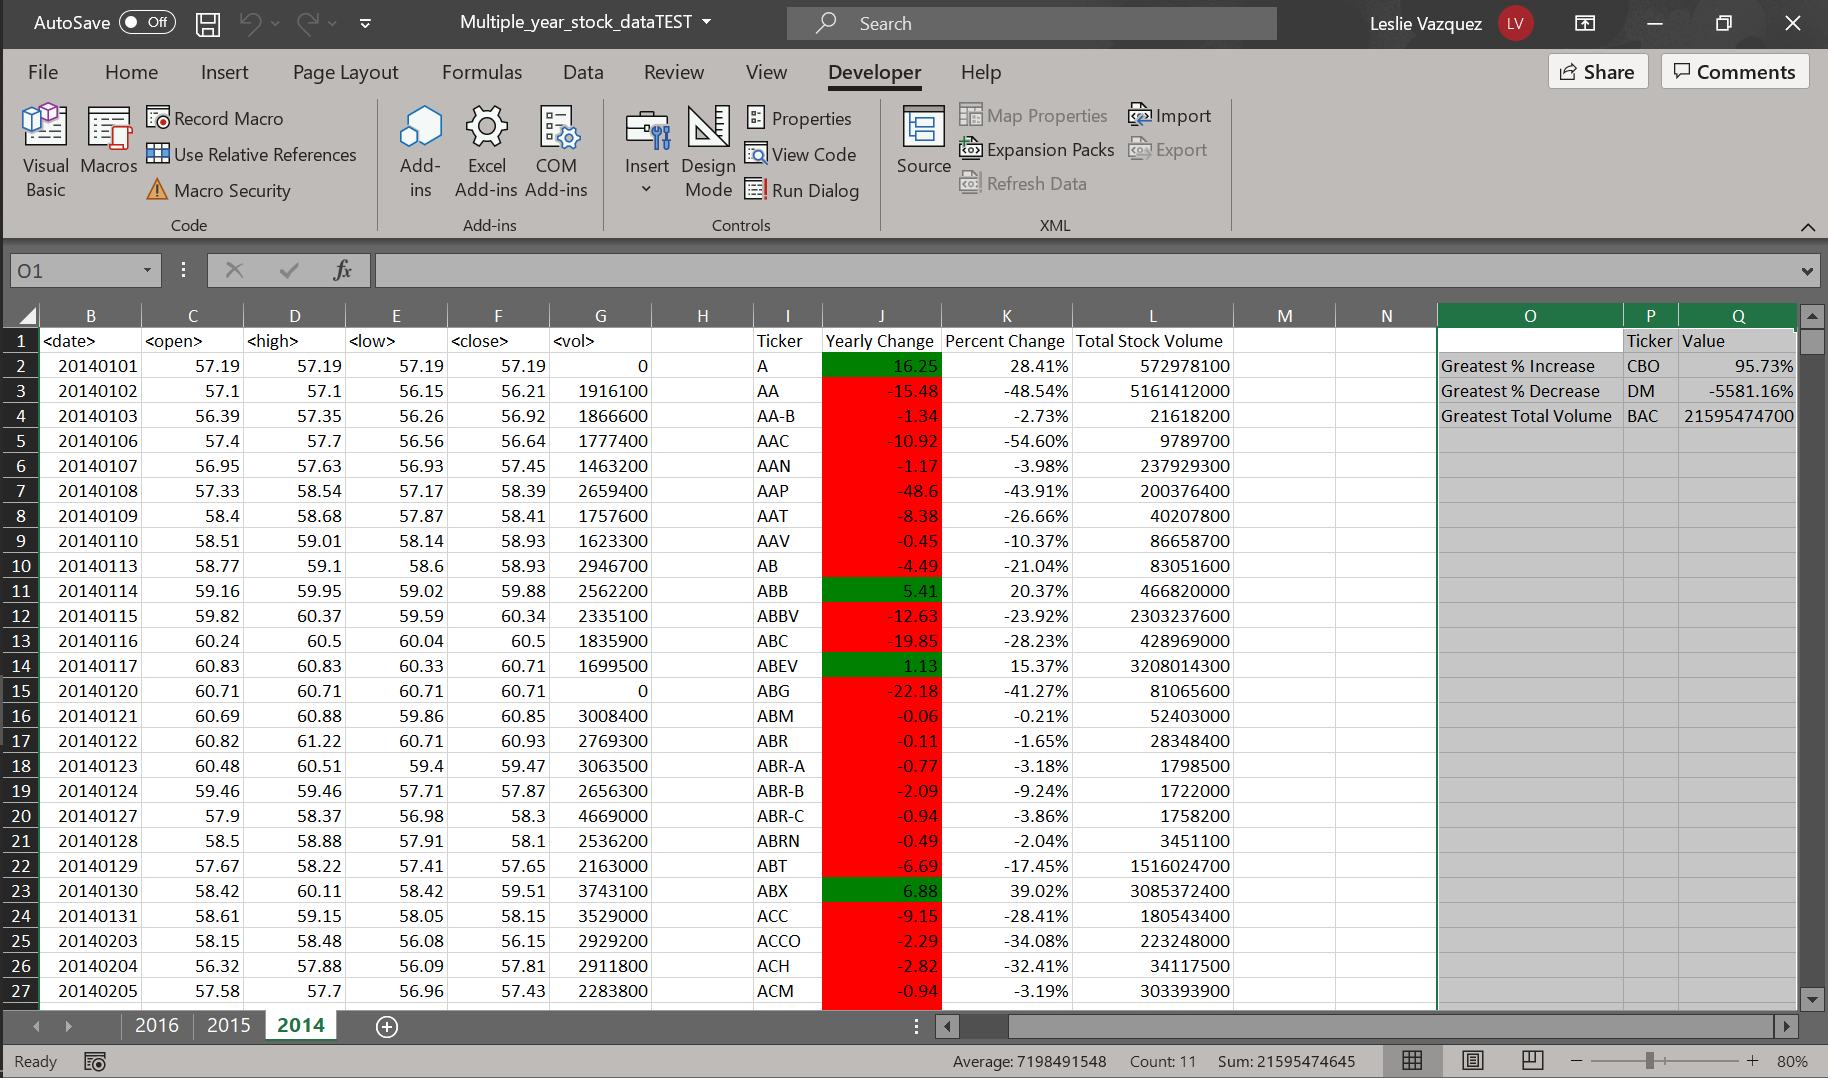 AutoSave Off Multiple_year_stock_dataTEST Search Leslie Vazquez LV
File Home Insert Page Layout Formulas Data Review View Developer Help Share Comments
Visual Basic Macros Record Macro Use Relative References Macro Security
Code
Add-ins Excel Add-ins COM Add-ins
Add-ins
Insert Design Mode Properties View Code Run Dialog
Controls
Source Map Properties Expansion Packs Refresh Data Import Export
XML
O1 fx
B C D E F G H I J K L M N O P Q
1 <date> <open> <high> <low> <close> <vol> Ticker Yearly Change Percent Change Total Stock Volume Ticker Value
2 20140101 57.19 57.19 57.19 57.19 0 A 16.25 28.41% 572978100 Greatest % Increase CBO 95.73%
3 20140102 57.1 57.1 56.15 56.21 1916100 AA -15.48 -48.54% 5161412000 Greatest % Decrease DM -5581.16%
4 20140103 56.39 57.35 56.26 56.92 1866600 AA-B -1.34 -2.73% 21618200 Greatest Total Volume BAC 21595474700
5 20140106 57.4 57.7 56.56 56.64 1777400 AAC -10.92 -54.60% 9789700
6 20140107 56.95 57.63 56.93 57.45 1463200 AAN -1.17 -3.98% 237929300
7 20140108 57.33 58.54 57.17 58.39 2659400 AAP -48.6 -43.91% 200376400
8 20140109 58.4 58.68 57.87 58.41 1757600 AAT -8.38 -26.66% 40207800
9 20140110 58.51 59.01 58.14 58.93 1623300 AAV -0.45 -10.37% 86658700
10 20140113 58.77 59.1 58.6 58.93 2946700 AB -4.49 -21.04% 83051600
11 20140114 59.16 59.95 59.02 59.88 2562200 ABB 5.41 20.37% 466820000
12 20140115 59.82 60.37 59.59 60.34 2335100 ABBV -12.63 -23.92% 2303237600
13 20140116 60.24 60.5 60.04 60.5 1835900 ABC -19.85 -28.23% 428969000
14 20140117 60.83 60.83 60.33 60.71 1699500 ABEV 1.13 15.37% 3208014300
15 20140120 60.71 60.71 60.71 60.71 0 ABG -22.18 -41.27% 81065600
16 20140121 60.69 60.88 59.86 60.85 3008400 ABM -0.06 -0.21% 52403000
17 20140122 60.82 61.22 60.71 60.93 2769300 ABR -0.11 -1.65% 28348400
18 20140123 60.48 60.51 59.4 59.47 3063500 ABR-A -0.77 -3.18% 1798500
19 20140124 59.46 59.46 57.71 57.87 2656300 ABR-B -2.09 -9.24% 1722000
20 20140127 57.9 58.37 56.98 58.3 4669000 ABR-C -0.94 -3.86% 1758200
21 20140128 58.5 58.88 57.91 58.1 2536200 ABRN -0.49 -2.04% 3451100
22 20140129 57.67 58.22 57.41 57.65 2163000 ABT -6.69 -17.45% 1516024700
23 20140130 58.42 60.11 58.42 59.51 3743100 ABX 6.88 39.02% 3085372400
24 20140131 58.61 59.15 58.05 58.15 3529000 ACC -9.15 -28.41% 180543400
25 20140203 58.15 58.48 56.08 56.15 2929200 ACCO -2.29 -34.08% 223248000
26 20140204 56.32 57.88 56.09 57.81 2911800 ACH -2.82 -32.41% 34117500
27 20140205 57.58 57.7 56.96 57.43 2283800 ACM -0.94 -3.19% 303393900
2016 2015 2014
Ready Average: 7198491548 Count: 11 Sum: 21595474645 80%